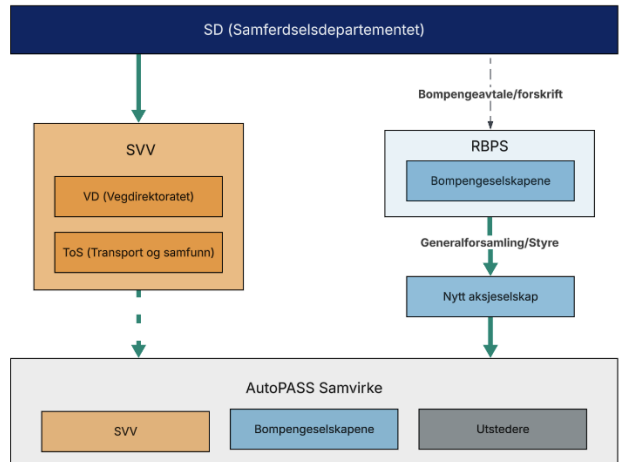 SD (Samferdselsdepartementet)
Bompengeavtale/forskrift
SVV
VD (Vegdirektoratet)
ToS (Transport og samfunn)
RBPS
Bompengeselskapene
Generalforsamling/Styre
Nytt aksjeselskap
AutoPASS Samvirke
SVV
Bompengeselskapene
Utstedere